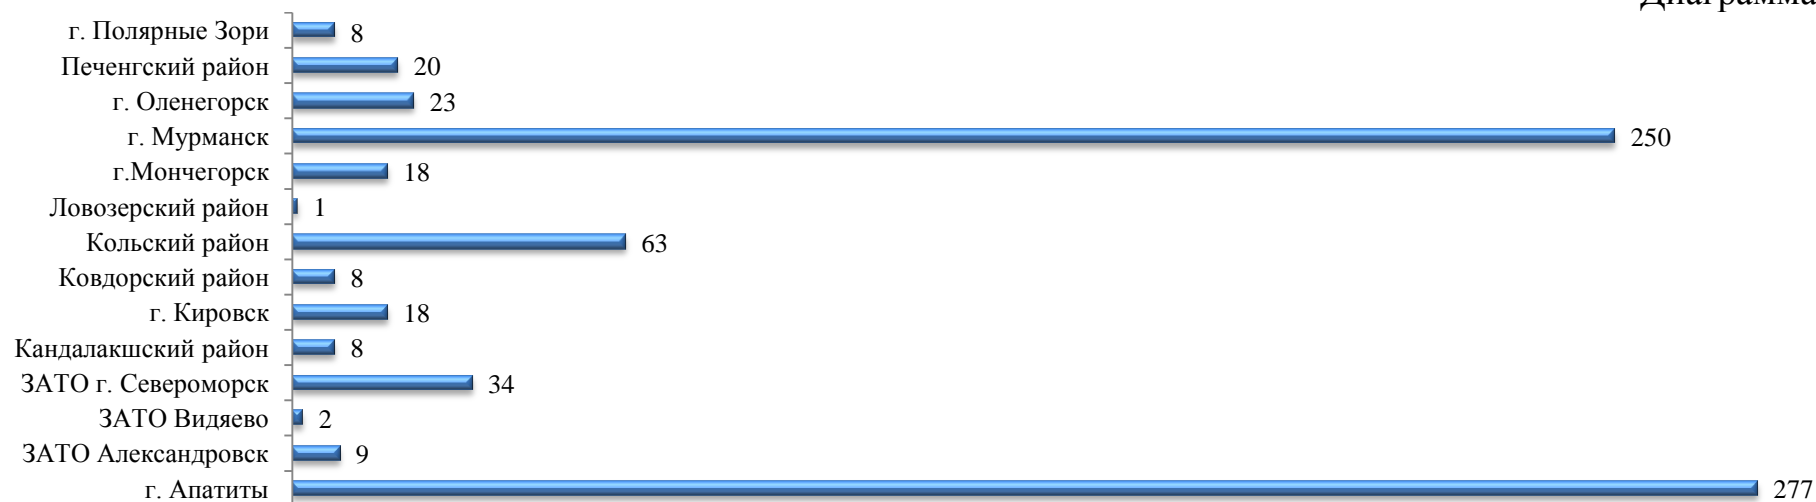 Диаграмма
г. Полярные Зори 8
Печенгский район 20
г. Оленегорск 23
г. Мурманск 250
г.Мончегорск 18
Ловозерский район 1
Кольский район 63
Ковдорский район 8
г. Кировск 18
Кандалакшский район 8
ЗАТО г. Североморск 34
ЗАТО Видяево 2
ЗАТО Александровск 9
г. Апатиты 277